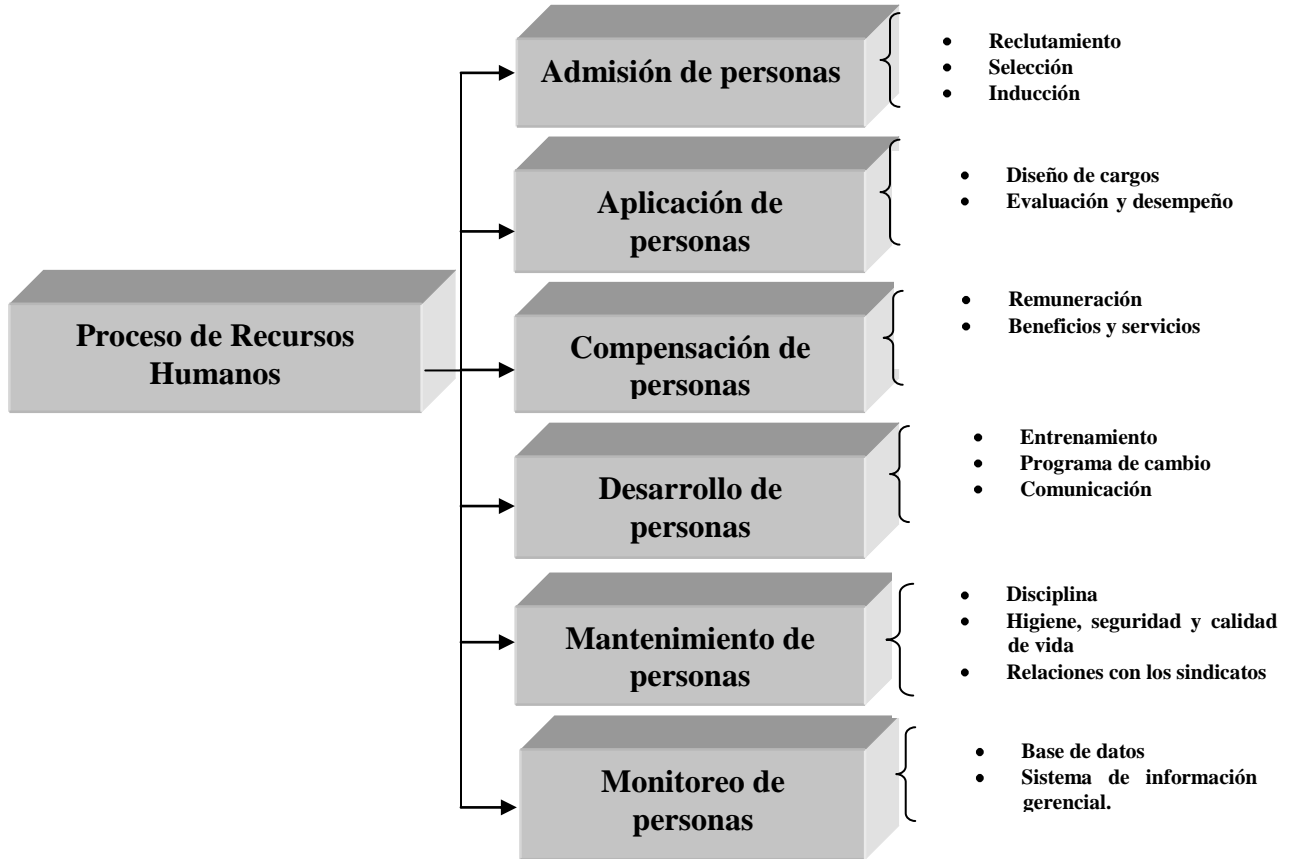 Proceso de Recursos
Humanos
Admisión de personas
• Reclutamiento
• Selección
• Inducción
Aplicación de
personas
• Diseño de cargos
• Evaluación y desempeño
Compensación de
personas
• Remuneración
• Beneficios y servicios
Desarrollo de
personas
• Entrenamiento
• Programa de cambio
• Comunicación
Mantenimiento de
personas
• Disciplina
• Higiene, seguridad y calidad
de vida
• Relaciones con los sindicatos
Monitoreo de
personas
• Base de datos
• Sistema de información
gerencial.